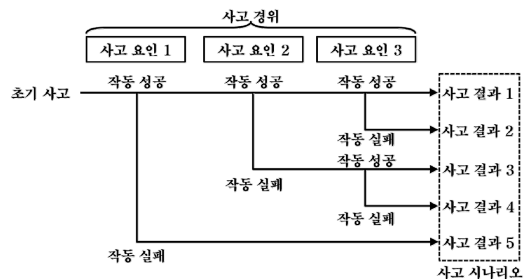 사고 경위
사고 요인 1 사고 요인 2 사고 요인 3
작동 성공 작동 성공 작동 성공
초기 사고 사고 결과 1
사고 결과 2
작동 실패
작동 성공
사고 결과 3
작동 실패
사고 결과 4
작동 실패
사고 결과 5
작동 실패
사고 시나리오